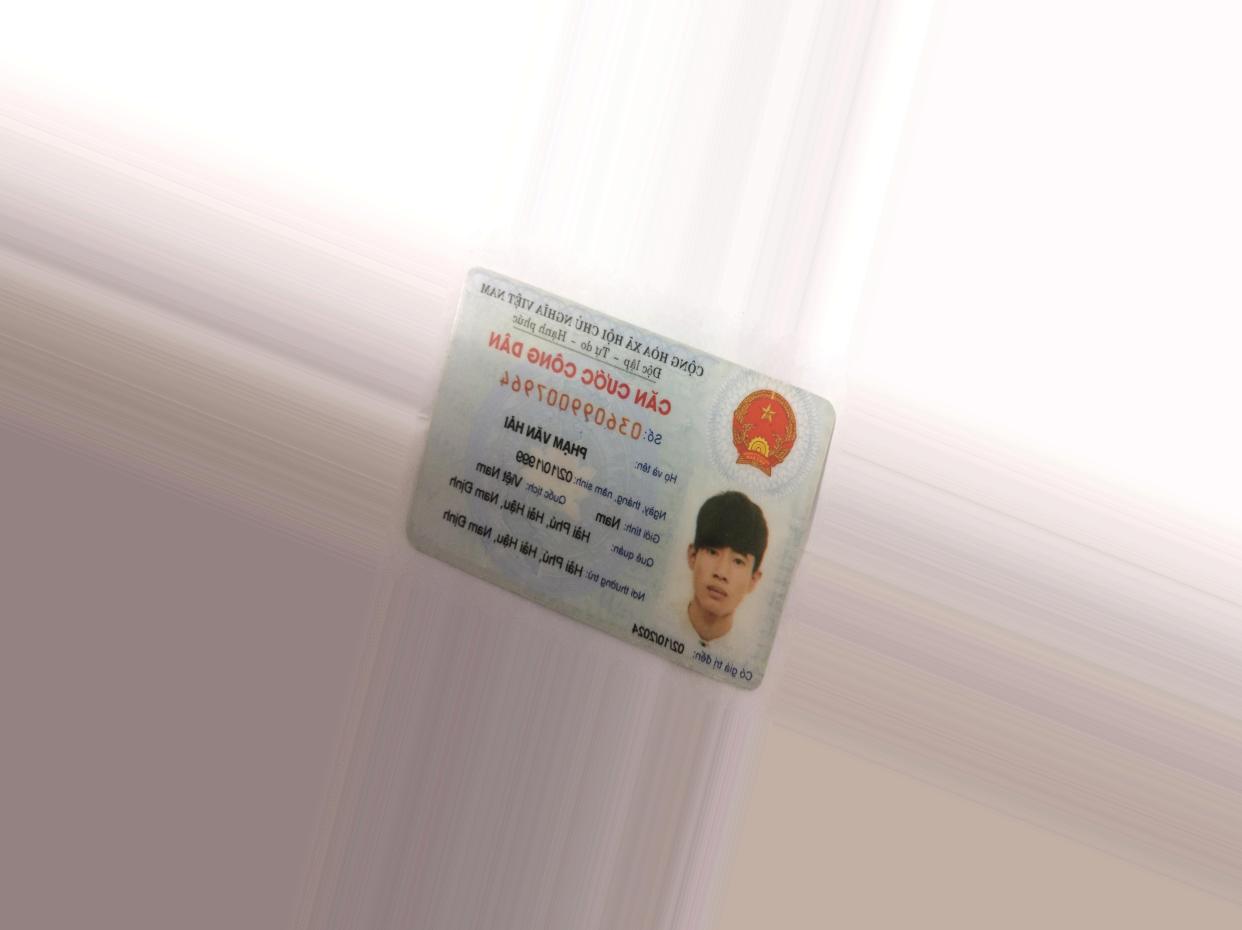 CỘNG HÒA XÃ HỘI CHỦ NGHĨA VIỆT NAM
Độc lập - Tự do - Hạnh phúc
CĂN CƯỚC CÔNG DÂN
Số: 036099007964
Họ và tên: PHẠM VĂN HẢI
Ngày, tháng, năm sinh: 02/10/1999
Giới tính: Nam Quốc tịch: Việt Nam
Quê quán: Hải Phú, Hải Hậu, Nam Định
Nơi thường trú: Hải Phú, Hải Hậu, Nam Định
Có giá trị đến: 02/10/2024